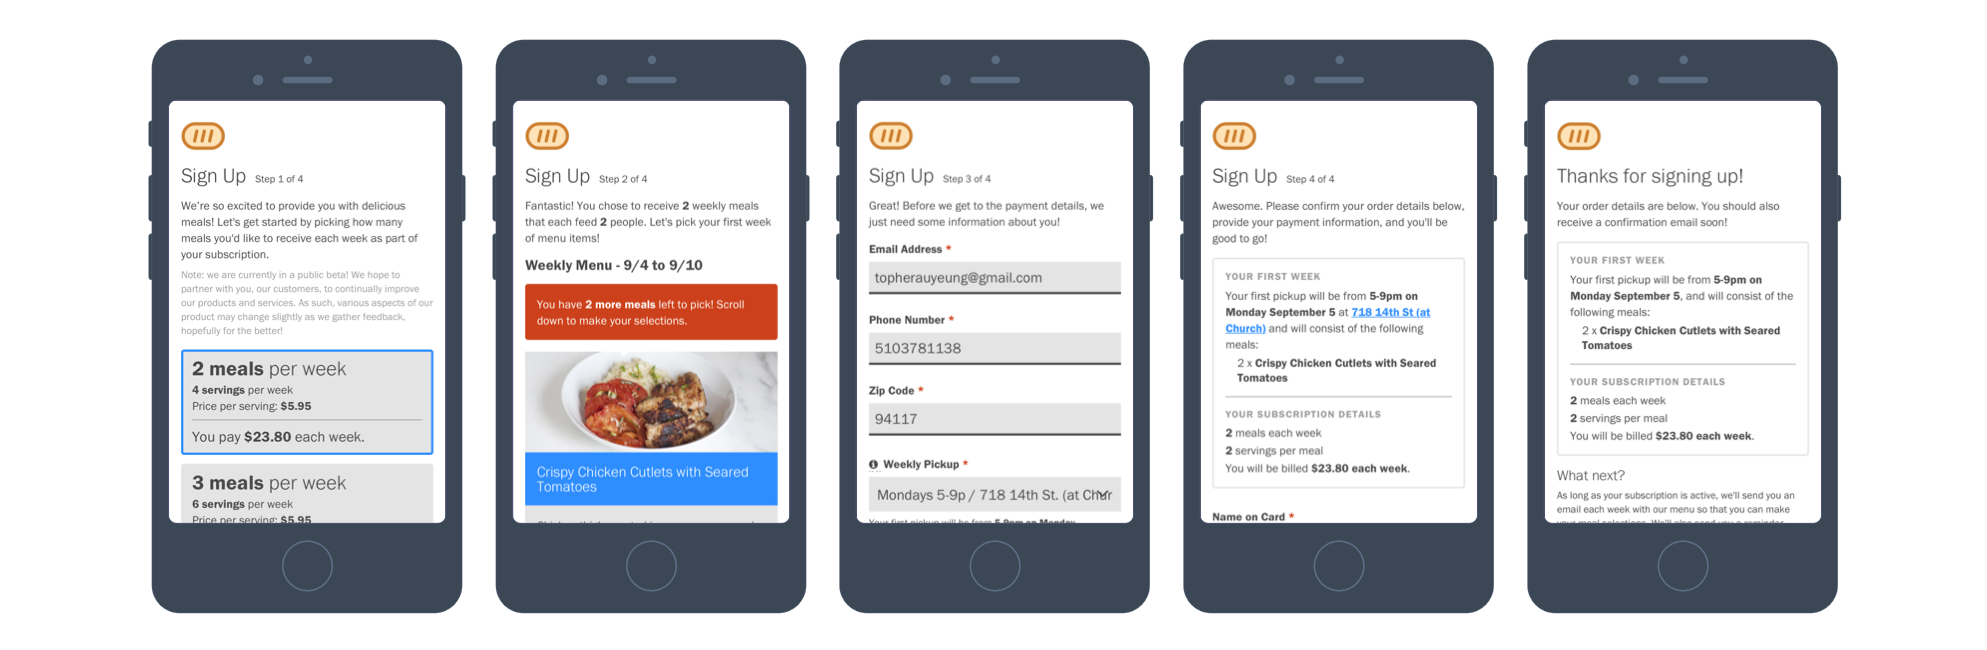 Sign Up Step 1 of 4
We're so excited to provide you with delicious
meals! Let's get started by picking how many
meals you'd like to receive each week as part of
your subscription.
Note: we are currently in a public beta! We hope to
partner with you, our customers, to continually improve
our products and services. As such, various aspects of our
product may change slightly as we gather feedback,
hopefully for the better!
2 meals per week
4 servings per week
Price per serving: $5.95
You pay $23.80 each week.
3 meals per week
6 servings per week
Price per serving: $5.95
Sign Up Step 2 of 4
Fantastic! You chose to receive 2 weekly meals
that each feed 2 people. Let's pick your first week
of menu items!
Weekly Menu - 9/4 to 9/10
You have 2 more meals left to pick! Scroll
down to make your selections.
Crispy Chicken Cutlets with Seared
Tomatoes
Sign Up Step 3 of 4
Great! Before we get to the payment details, we
just need some information about you!
Email Address *
topherauyeung@gmail.com
Phone Number *
5103781138
Zip Code *
94117
Weekly Pickup *
Mondays 5-9p / 718 14th St. (at Chur
Your first pickup will be from 5-9pm on Monday
Sign Up Step 4 of 4
Awesome. Please confirm your order details below,
provide your payment information, and you'll be
good to go!
YOUR FIRST WEEK
Your first pickup will be from 5-9pm on
Monday September 5 at 718 14th St (at
Church) and will consist of the following
meals:
2 x Crispy Chicken Cutlets with Seared
Tomatoes
YOUR SUBSCRIPTION DETAILS
2 meals each week
2 servings per meal
You will be billed $23.80 each week.
Name on Card *
Thanks for signing up!
Your order details are below. You should also
receive a confirmation email soon!
YOUR FIRST WEEK
Your first pickup will be from 5-9pm on
Monday September 5, and will consist of the
following meals:
2 x Crispy Chicken Cutlets with Seared
Tomatoes
YOUR SUBSCRIPTION DETAILS
2 meals each week
2 servings per meal
You will be billed $23.80 each week.
What next?
As long as your subscription is active, we'll send you an
email each week with our menu so that you can make
your meal selections. We'll also send you a reminder